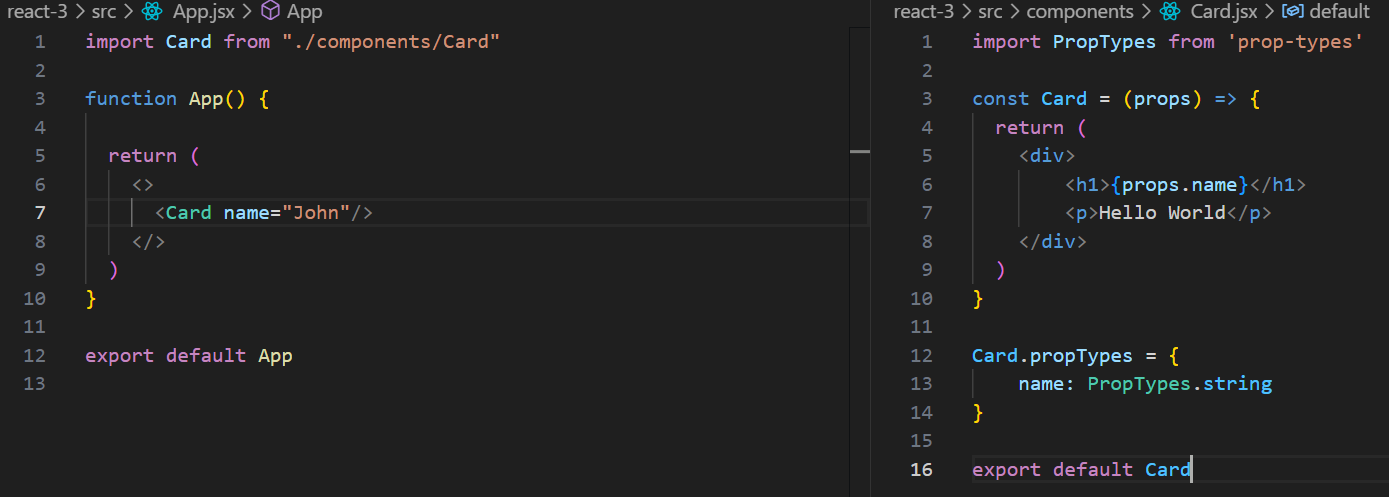 react-3 > src > App.jsx > App
1 import Card from "./components/Card"
2
3 function App() {
4
5   return (
6     <>
7       <Card name="John"/>
8     </>
9   )
10 }
11
12 export default App
13
react-3 > src > components > Card.jsx > default
1 import PropTypes from 'prop-types'
2
3 const Card = (props) => {
4   return (
5     <div>
6         <h1>{props.name}</h1>
7         <p>Hello World</p>
8     </div>
9   )
10 }
11
12 Card.propTypes = {
13     name: PropTypes.string
14 }
15
16 export default Card